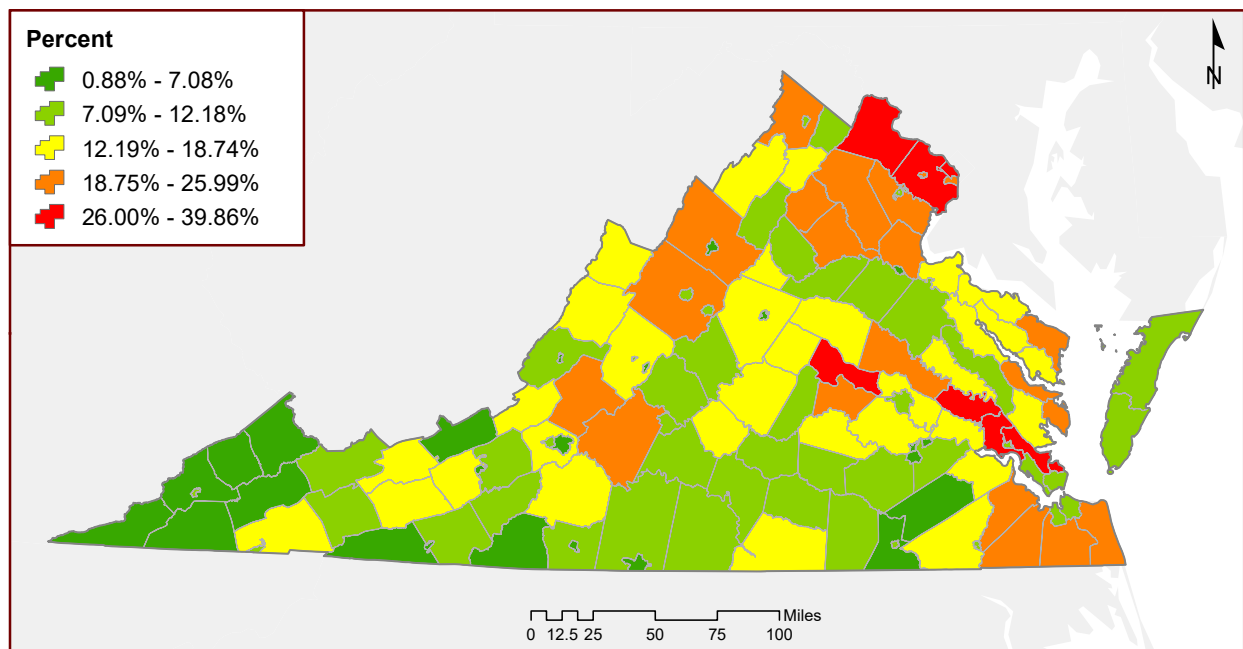 Percent
0.88% - 7.08%
7.09% - 12.18%
12.19% - 18.74%
18.75% - 25.99%
26.00% - 39.86%
N
Miles
0 12.5 25 50 75 100